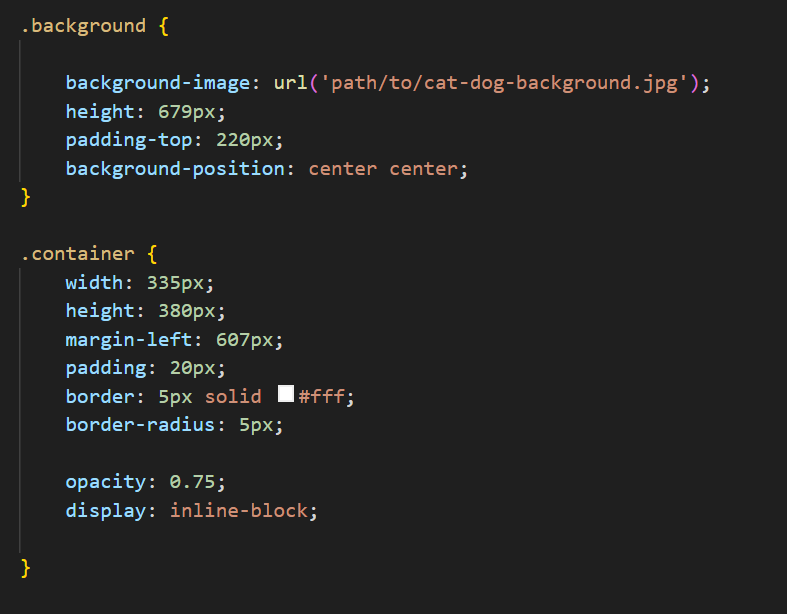 .background {
background-image: url('path/to/cat-dog-background.jpg');
height: 679px;
padding-top: 220px;
background-position: center center;
}
.container {
width: 335px;
height: 380px;
margin-left: 607px;
padding: 20px;
border: 5px solid #fff;
border-radius: 5px;
opacity: 0.75;
display: inline-block;
}